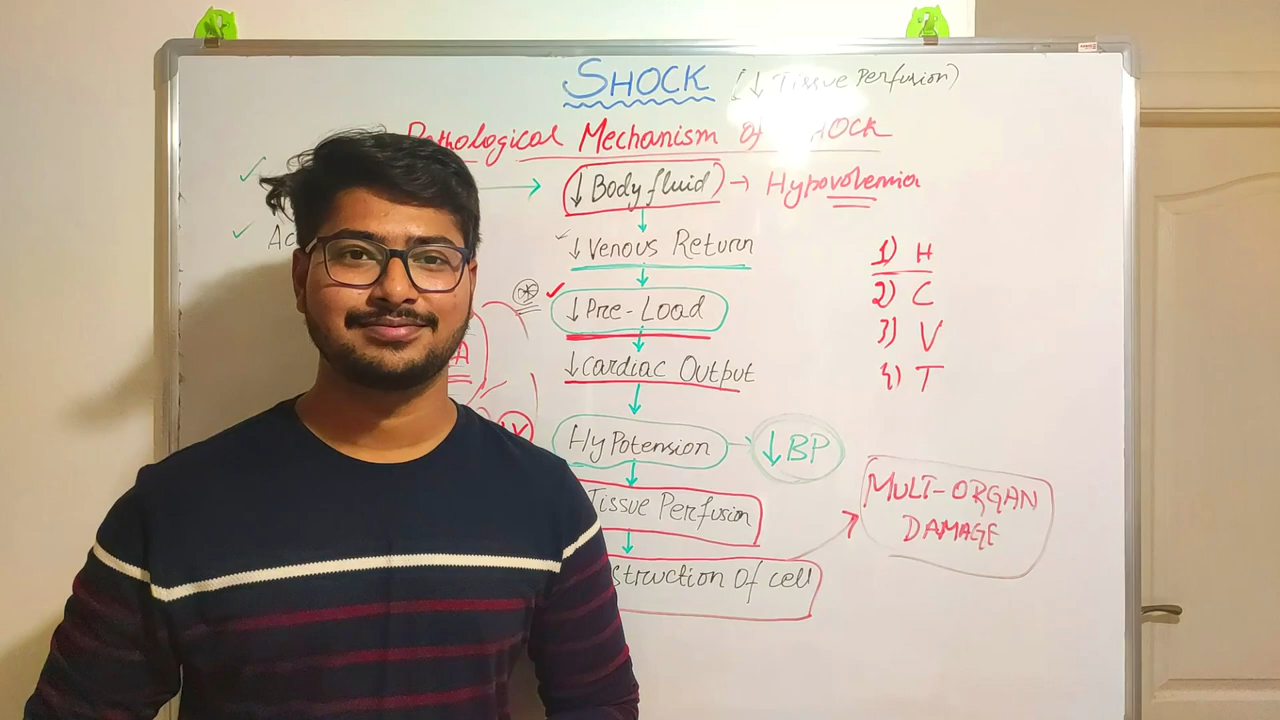 SHOCK (↓ Tissue Perfusion)
Pathological Mechanism of SHOCK
↓ Body fluid → Hypovolemia
Ac
↓ Venous Return
↓ Pre-Load
↓ Cardiac Output
HyPotension → ↓ BP
Tissue Perfusion
struction Of cell
1) H
2) C
3) V
4) T
MULT-ORGAN
DAMAGE